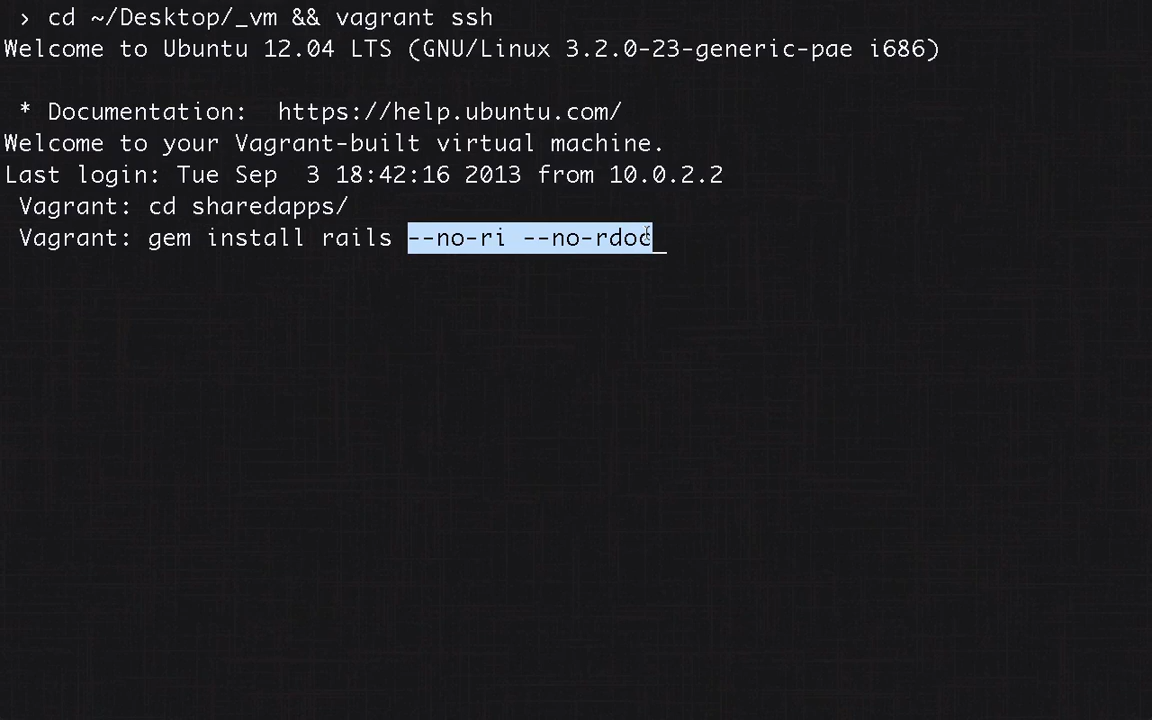 › cd ~/Desktop/_vm && vagrant ssh
Welcome to Ubuntu 12.04 LTS (GNU/Linux 3.2.0-23-generic-pae i686)
* Documentation:  https://help.ubuntu.com/
Welcome to your Vagrant-built virtual machine.
Last login: Tue Sep  3 18:42:16 2013 from 10.0.2.2
Vagrant: cd sharedapps/
Vagrant: gem install rails --no-ri --no-rdoc